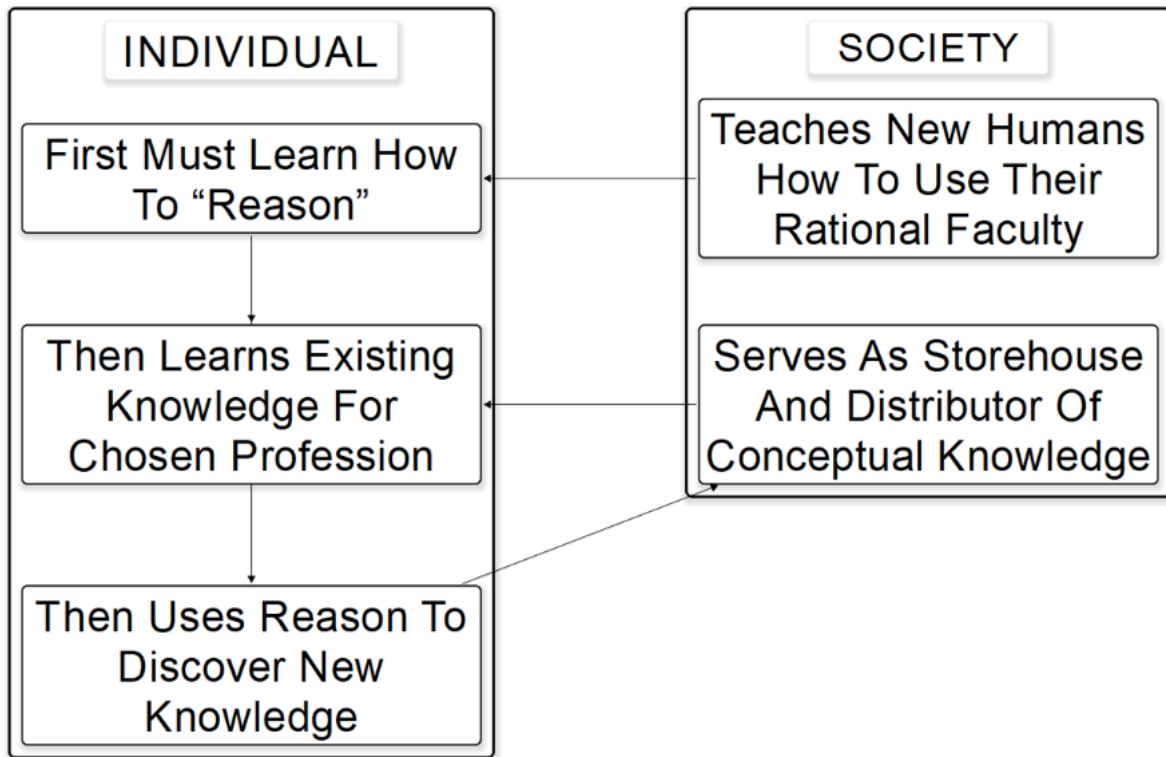 INDIVIDUAL
First Must Learn How
To “Reason”
Then Learns Existing
Knowledge For
Chosen Profession
Then Uses Reason To
Discover New
Knowledge
SOCIETY
Teaches New Humans
How To Use Their
Rational Faculty
Serves As Storehouse
And Distributor Of
Conceptual Knowledge